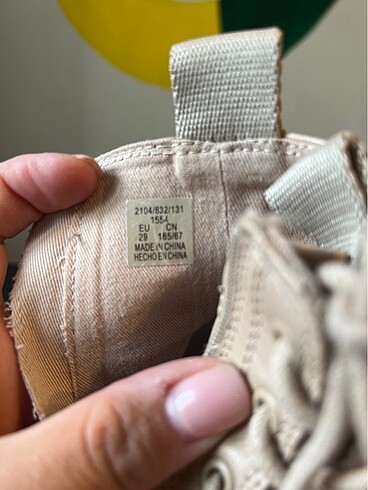 2104/632/131
1554
EU CN
29 185/67
MADE IN CHINA
HECHO EN CHINA